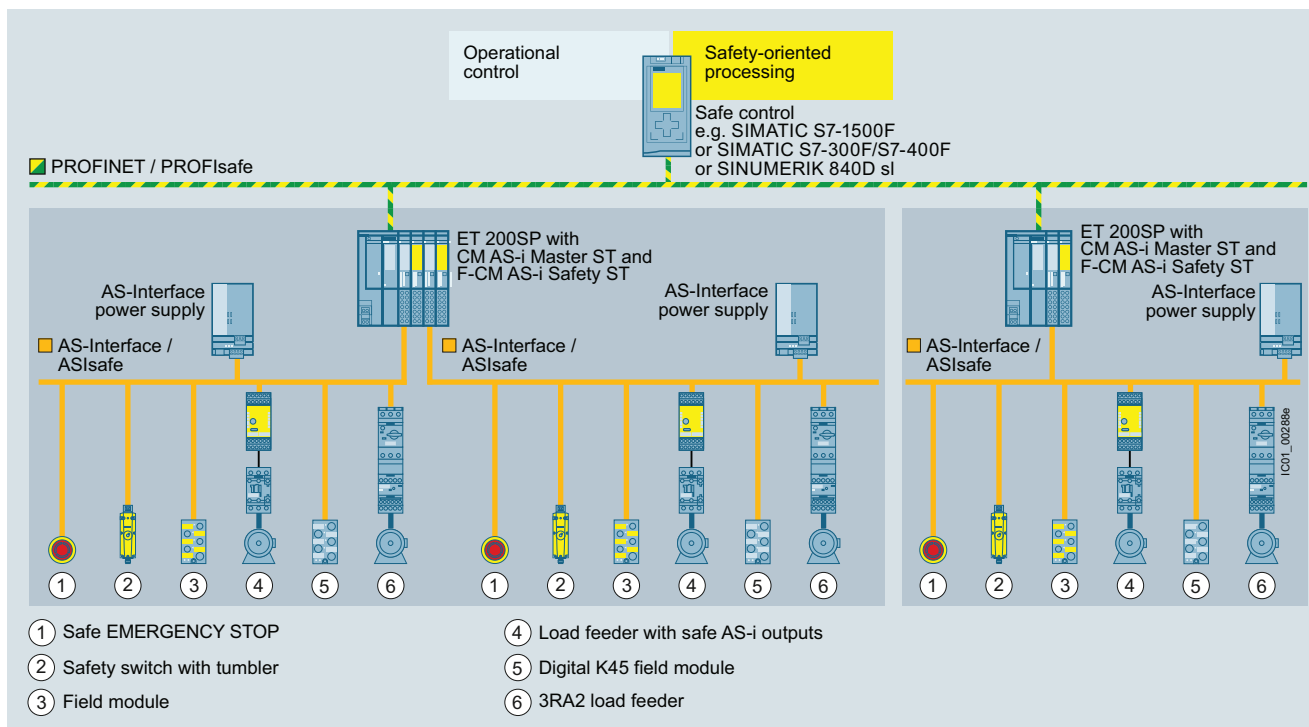 Operational
control
Safety-oriented
processing
Safe control
e.g. SIMATIC S7-1500F
or SIMATIC S7-300F/S7-400F
or SINUMERIK 840D sl
PROFINET / PROFIsafe
ET 200SP with
CM AS-i Master ST and
F-CM AS-i Safety ST
AS-Interface
power supply
AS-Interface /
ASIsafe
AS-Interface
power supply
AS-Interface /
ASIsafe
ET 200SP with
CM AS-i Master ST and
F-CM AS-i Safety ST
AS-Interface
power supply
AS-Interface /
ASIsafe
IC01_00288e
1 2 3 4 5 6
1 2 3 4 5 6
1 2 3 4 5 6
1 Safe EMERGENCY STOP
2 Safety switch with tumbler
3 Field module
4 Load feeder with safe AS-i outputs
5 Digital K45 field module
6 3RA2 load feeder